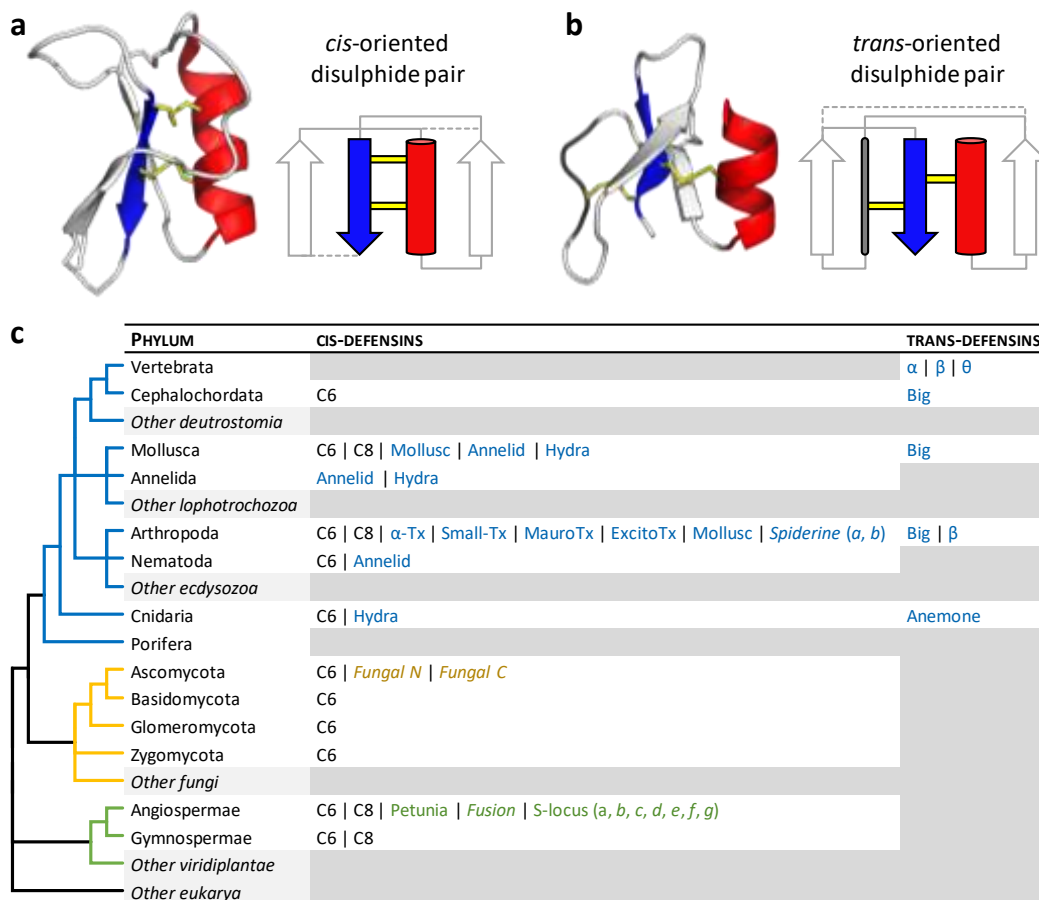 a
cis-oriented
disulphide pair
b
trans-oriented
disulphide pair
c
PHYLUM CIS-DEFENSINS TRANS-DEFENSINS
Vertebrata α | β | θ
Cephalochordata C6 Big
Other deutrostomia
Mollusca C6 | C8 | Mollusc | Annelid | Hydra Big
Annelida Annelid | Hydra
Other lophotrochozoa
Arthropoda C6 | C8 | α-Tx | Small-Tx | MauroTx | ExcitoTx | Mollusc | Spiderine (a, b) Big | β
Nematoda C6 | Annelid
Other ecdysozoa
Cnidaria C6 | Hydra Anemone
Porifera
Ascomycota C6 | Fungal N | Fungal C
Basidomycota C6
Glomeromycota C6
Zygomycota C6
Other fungi
Angiospermae C6 | C8 | Petunia | Fusion | S-locus (a, b, c, d, e, f, g)
Gymnospermae C6 | C8
Other viridiplantae
Other eukarya